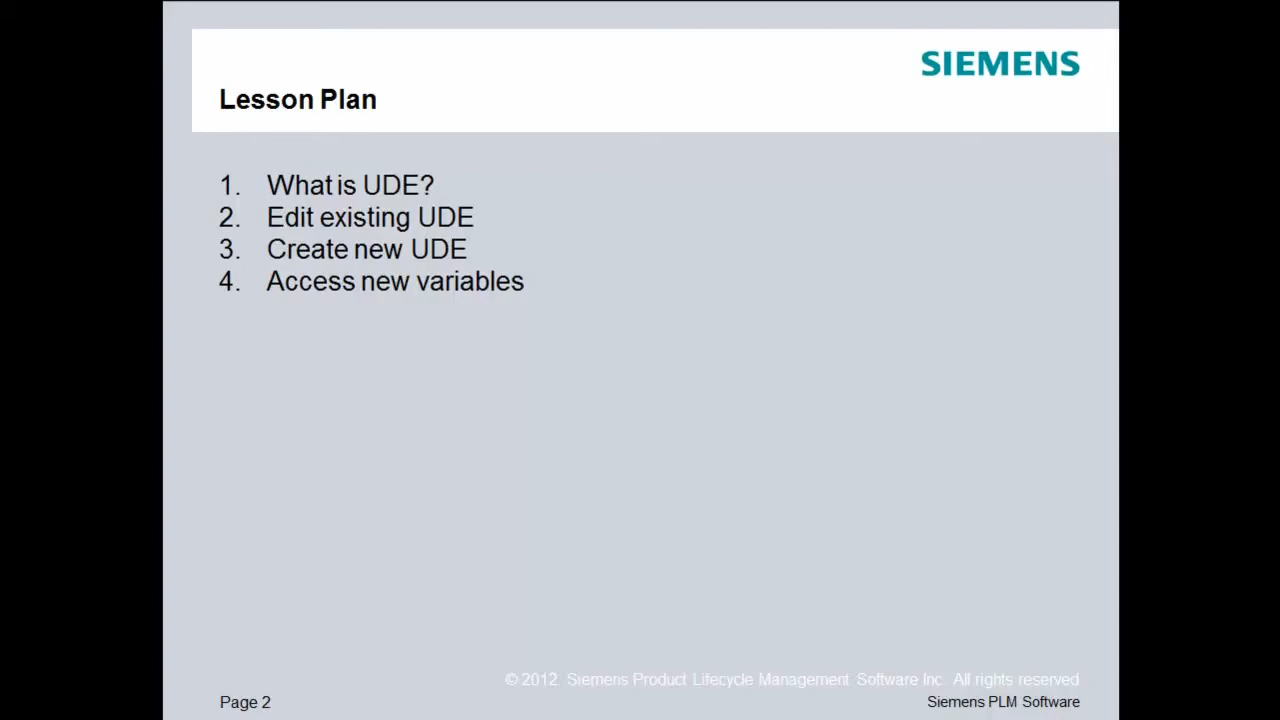 SIEMENS
Lesson Plan
1. What is UDE?
2. Edit existing UDE
3. Create new UDE
4. Access new variables
© 2012 Siemens Product Lifecycle Management Software Inc. All rights reserved
Page 2
Siemens PLM Software